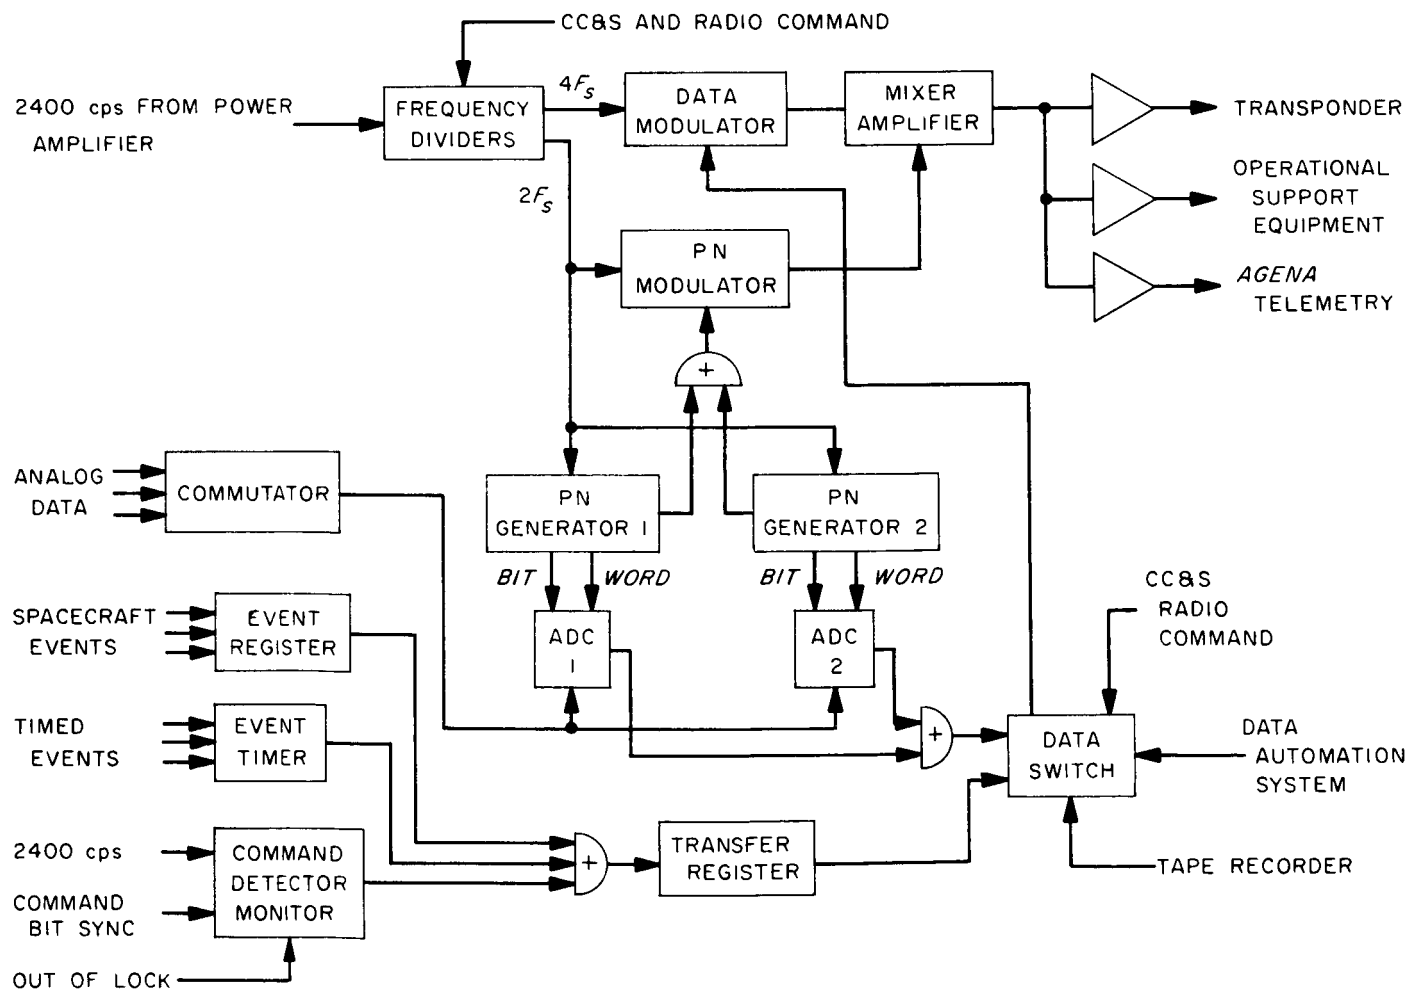 CC&S AND RADIO COMMAND
2400 cps FROM POWER
AMPLIFIER
FREQUENCY
DIVIDERS
4Fs
2Fs
DATA
MODULATOR
MIXER
AMPLIFIER
TRANSPONDER
OPERATIONAL
SUPPORT
EQUIPMENT
AGENA
TELEMETRY
PN
MODULATOR
+
ANALOG
DATA
COMMUTATOR
PN
GENERATOR 1
PN
GENERATOR 2
BIT
WORD
BIT
WORD
ADC
1
ADC
2
SPACECRAFT
EVENTS
EVENT
REGISTER
CC&S
RADIO
COMMAND
TIMED
EVENTS
EVENT
TIMER
+
DATA
SWITCH
DATA
AUTOMATION
SYSTEM
2400 cps
COMMAND
BIT SYNC
COMMAND
DETECTOR
MONITOR
+
TRANSFER
REGISTER
TAPE RECORDER
OUT OF LOCK